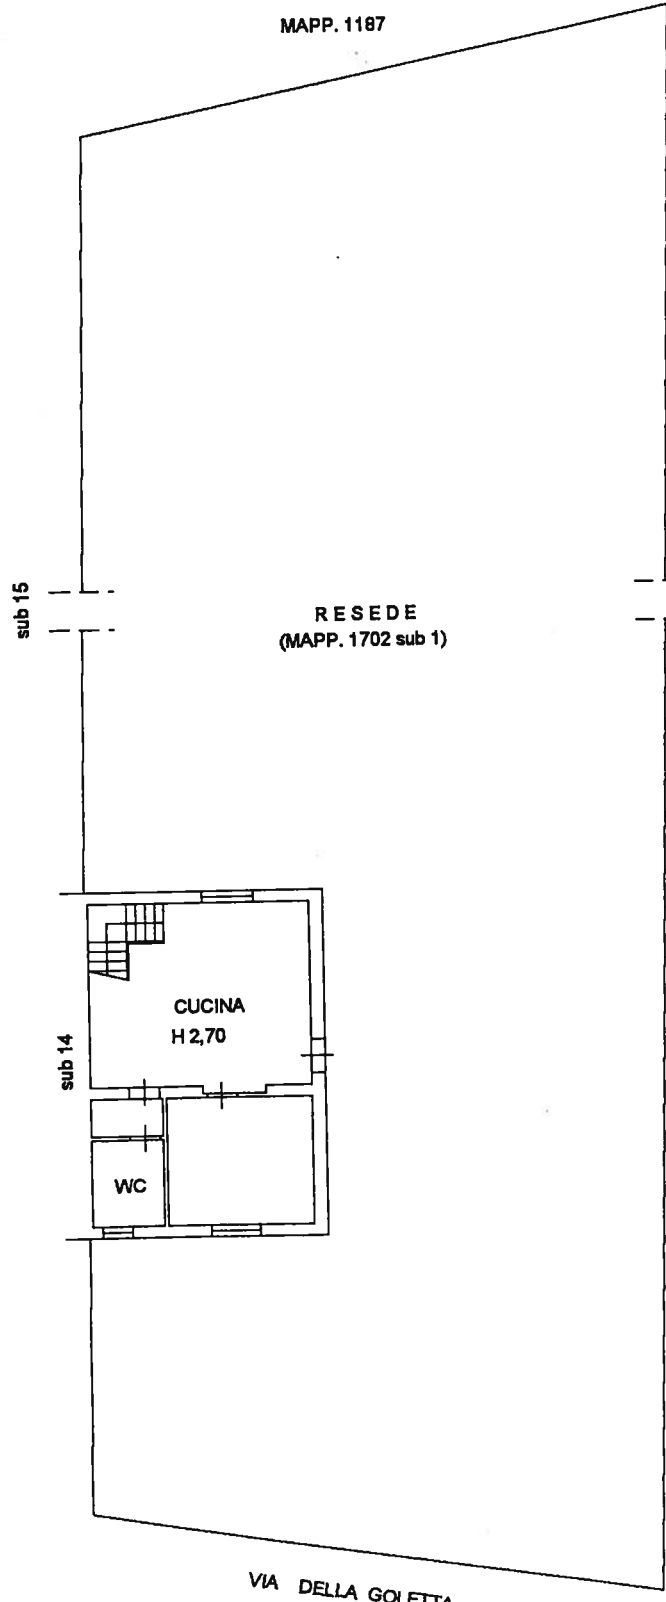 MAPP. 1187
sub 15
RESEDE
(MAPP. 1702 sub 1)
CUCINA
H 2,70
sub 14
WC
VIA DELLA GOLETTA